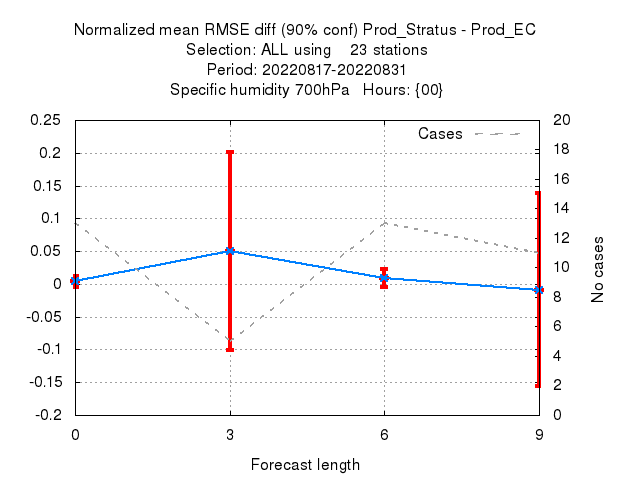 Normalized mean RMSE diff (90% conf) Prod_Stratus - Prod_EC
Selection: ALL using    23 stations
Period: 20220817-20220831
Specific humidity 700hPa   Hours: {00}
0.25
0.2
0.15
0.1
0.05
0
-0.05
-0.1
-0.15
-0.2
Cases
20
18
16
14
12
10
8
6
4
2
0
No cases
0 3 6 9
Forecast length